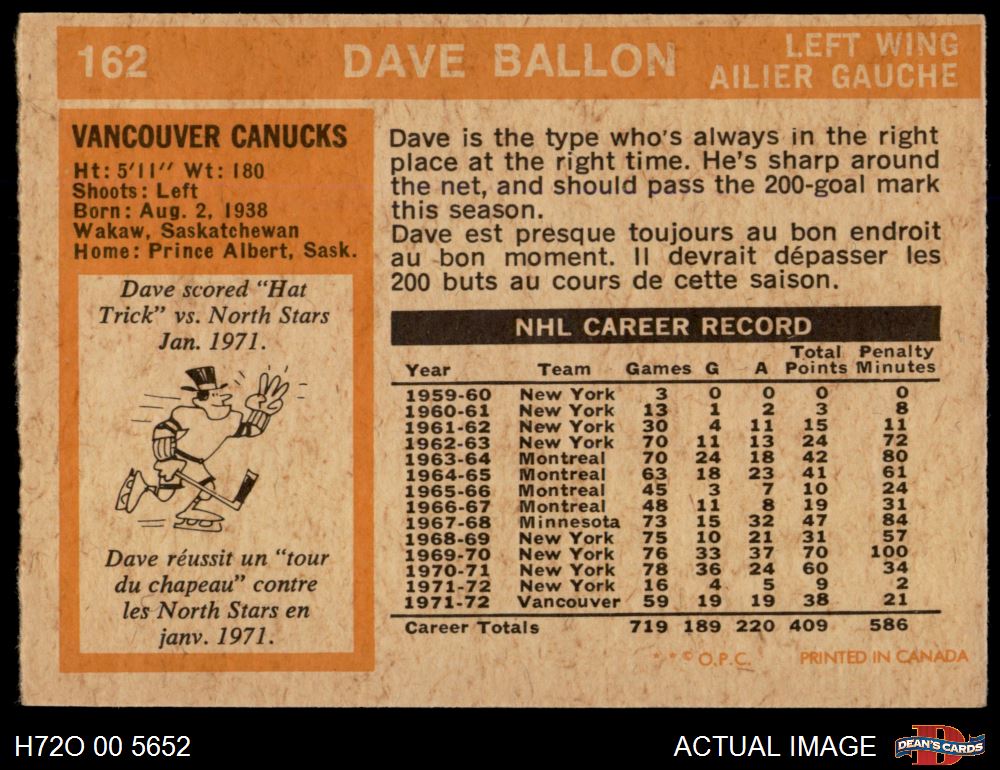 162 DAVE BALLON LEFT WING
AILIER GAUCHE
VANCOUVER CANUCKS
Ht: 5'11" Wt: 180
Shoots: Left
Born: Aug. 2, 1938
Wakaw, Saskatchewan
Home: Prince Albert, Sask.
Dave scored "Hat
Trick" vs. North Stars
Jan. 1971.
Dave réussit un "tour
du chapeau" contre
les North Stars en
janv. 1971.
Dave is the type who's always in the right
place at the right time. He's sharp around
the net, and should pass the 200-goal mark
this season.
Dave est presque toujours au bon endroit
au bon moment. Il devrait dépasser les
200 buts au cours de cette saison.
NHL CAREER RECORD
Year Team Games G A Total Points Penalty Minutes
1959-60 New York 3 0 0 0 0
1960-61 New York 13 1 2 3 8
1961-62 New York 30 4 11 15 11
1962-63 New York 70 11 13 24 72
1963-64 Montreal 70 24 18 42 80
1964-65 Montreal 63 18 23 41 61
1965-66 Montreal 45 3 7 10 24
1966-67 Montreal 48 11 8 19 31
1967-68 Minnesota 73 15 32 47 84
1968-69 New York 75 10 21 31 57
1969-70 New York 76 33 37 70 100
1970-71 New York 78 36 24 60 34
1971-72 New York 16 4 5 9 2
1971-72 Vancouver 59 19 19 38 21
Career Totals 719 189 220 409 586
* * © O.P.C. PRINTED IN CANADA
H72O 00 5652 ACTUAL IMAGE DEAN'S CARDS